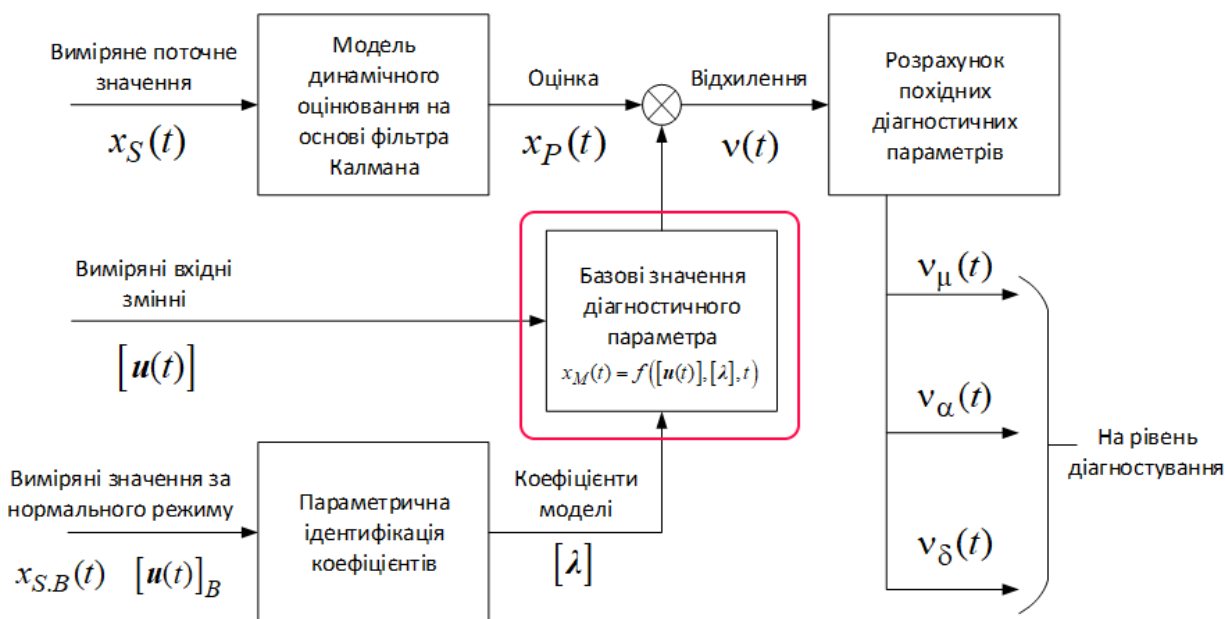 Виміряне поточне
значення
x_S(t)
Модель
динамічного
оцінювання на
основі фільтра
Калмана
Оцінка
x_P(t)
Відхилення
ν(t)
Розрахунок
похідних
діагностичних
параметрів
Виміряні вхідні
змінні
[u(t)]
Базові значення
діагностичного
параметра
x_M(t) = f([u(t)],[λ],t)
ν_μ(t)
ν_α(t)
ν_δ(t)
На рівень
діагностування
Виміряні значення за
нормального режиму
x_{S.B}(t) [u(t)]_B
Параметрична
ідентифікація
коефіцієнтів
Коефіцієнти
моделі
[λ]